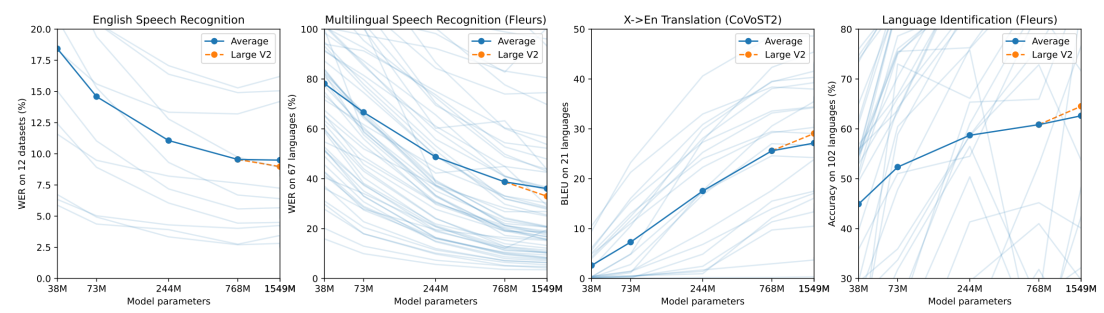 English Speech Recognition
20.0
17.5
15.0
12.5
10.0
7.5
5.0
2.5
0.0
WER on 12 datasets (%)
Average
Large V2
38M 73M 244M 768M 1549M
Model parameters
Multilingual Speech Recognition (Fleurs)
100
80
60
40
20
0
WER on 67 languages (%)
Average
Large V2
38M 73M 244M 768M 1549M
Model parameters
X->En Translation (CoVoST2)
50
40
30
20
10
0
BLEU on 21 languages
Average
Large V2
38M 73M 244M 768M 1549M
Model parameters
Language Identification (Fleurs)
80
70
60
50
40
30
Accuracy on 102 languages (%)
Average
Large V2
38M 73M 244M 768M 1549M
Model parameters